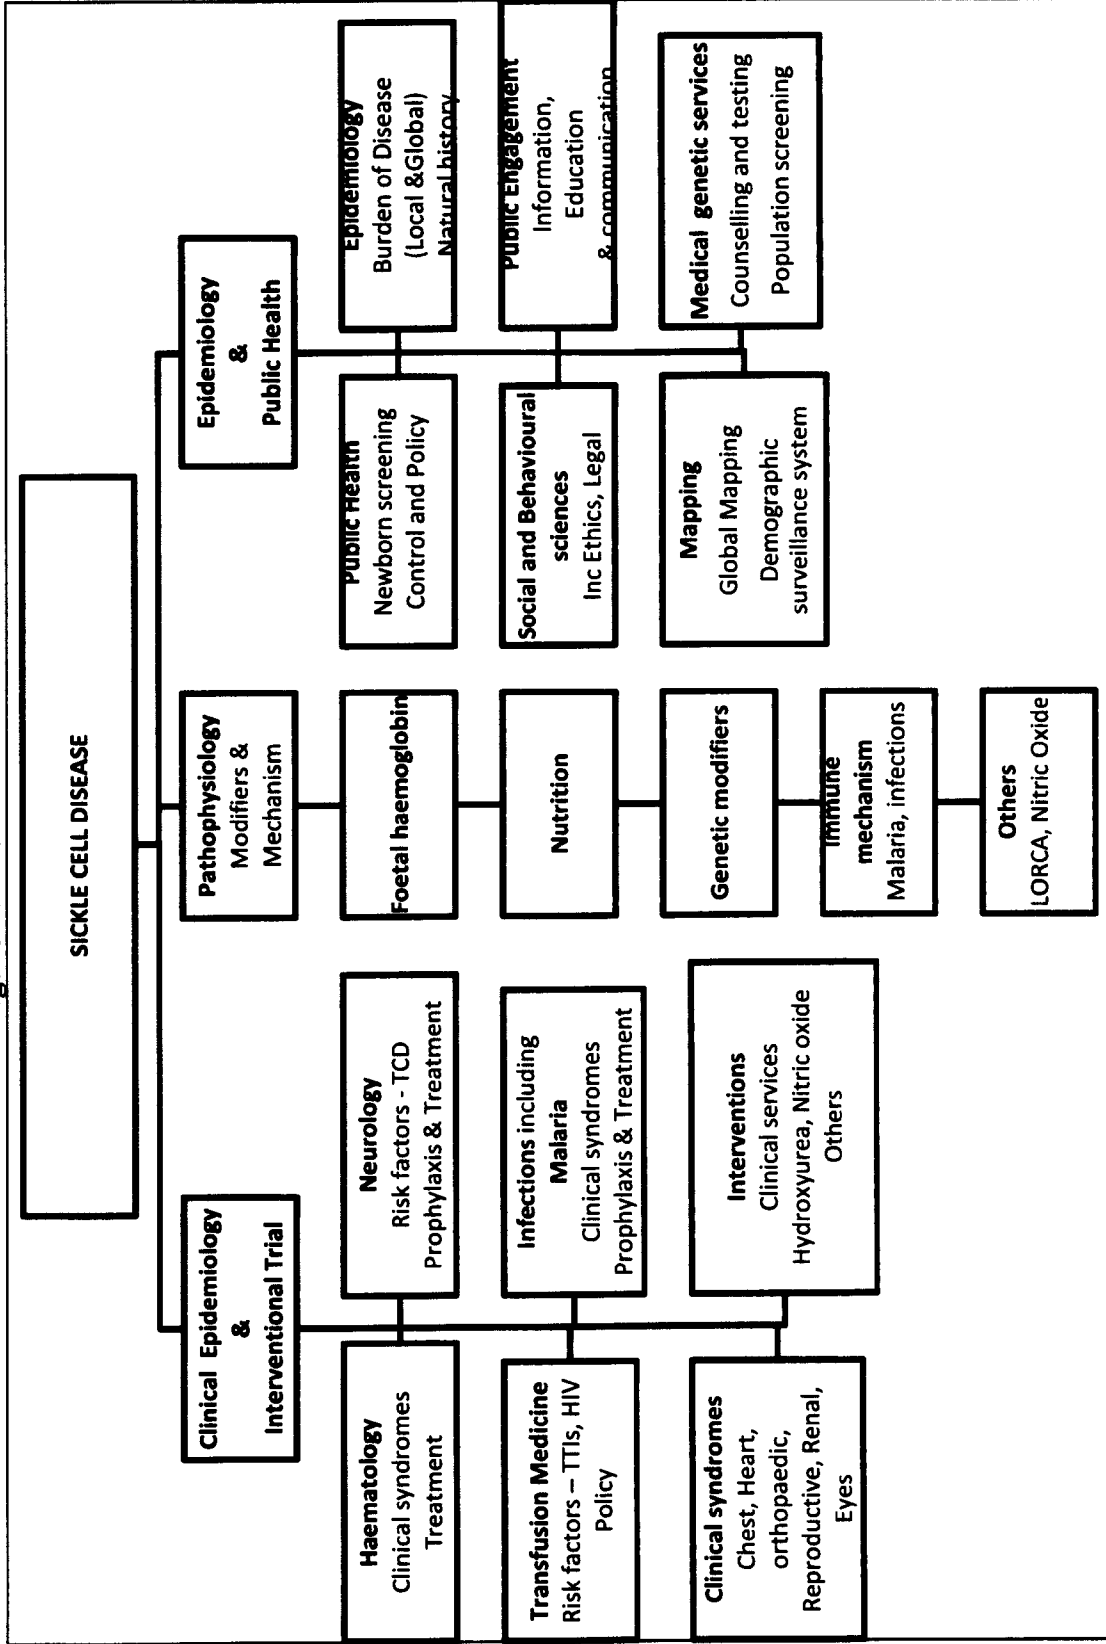 SICKLE CELL DISEASE
Clinical Epidemiology
&
Interventional Trial
Haematology
Clinical syndromes
Treatment
Neurology
Risk factors - TCD
Prophylaxis & Treatment
Transfusion Medicine
Risk factors – TTIs, HIV
Policy
Infections including
Malaria
Clinical syndromes
Prophylaxis & Treatment
Clinical syndromes
Chest, Heart,
orthopaedic,
Reproductive, Renal,
Eyes
Interventions
Clinical services
Hydroxyurea, Nitric oxide
Others
Pathophysiology
Modifiers &
Mechanism
Foetal haemoglobin
Nutrition
Genetic modifiers
Immune
mechanism
Malaria, infections
Others
LORCA, Nitric Oxide
Epidemiology
&
Public Health
Public Health
Newborn screening
Control and Policy
Epidemiology
Burden of Disease
(Local &Global)
Natural history
Social and Behavioural
sciences
Inc Ethics, Legal
Public Engagement
Information,
Education
& communication
Mapping
Global Mapping
Demographic
surveillance system
Medical genetic services
Counselling and testing
Population screening